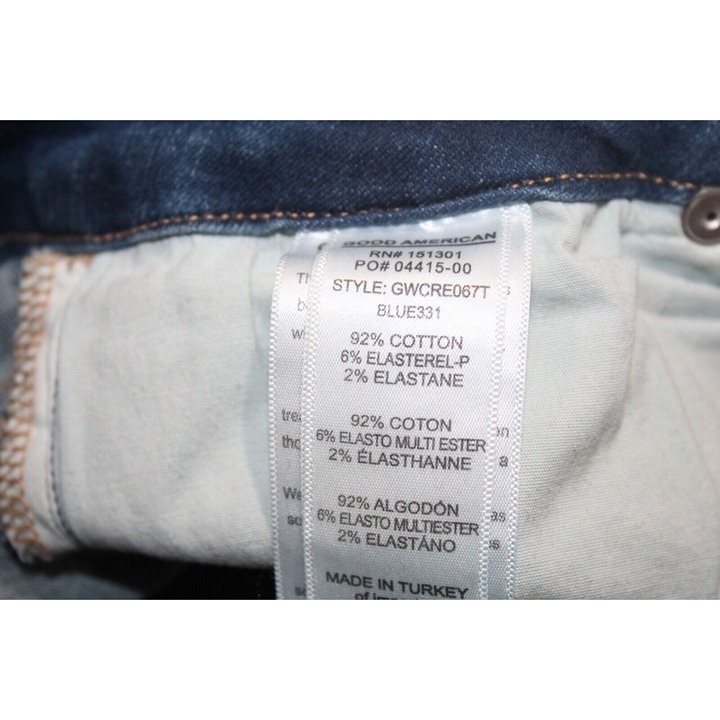 GOOD AMERICAN
RN# 151301
PO# 04415-00
STYLE: GWCRE067T
BLUE331
92% COTTON
6% ELASTEREL-P
2% ELASTANE
92% COTON
6% ELASTO MULTI ESTER
2% ÉLASTHANNE
92% ALGODÓN
6% ELASTO MULTIESTER
2% ELASTÁNO
MADE IN TURKEY
of